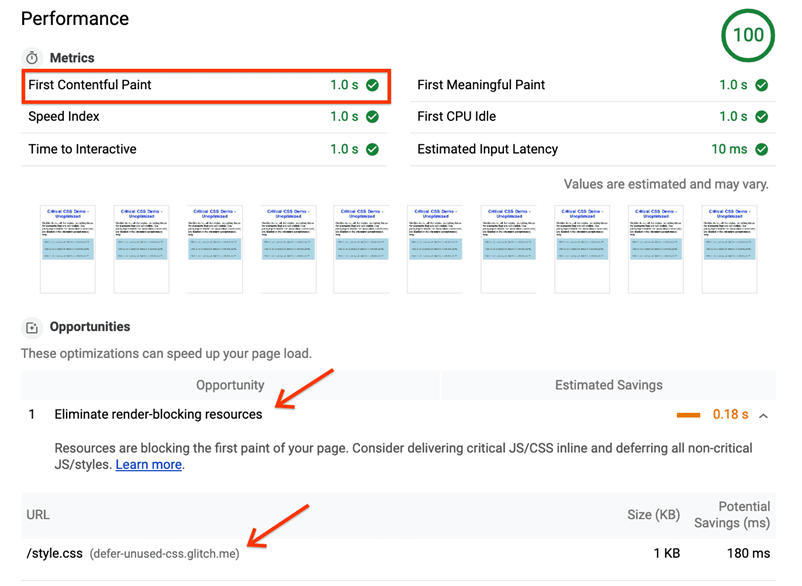 Performance
100
Metrics
First Contentful Paint 1.0 s
First Meaningful Paint 1.0 s
Speed Index 1.0 s
First CPU Idle 1.0 s
Time to Interactive 1.0 s
Estimated Input Latency 10 ms
Values are estimated and may vary.
Critical CSS Demo - Critical CSS Demo - Critical CSS Demo - Critical CSS Demo - Critical CSS Demo - Critical CSS Demo - Critical CSS Demo - Critical CSS Demo - Critical CSS Demo - Critical CSS Demo -
Unoptimized Unoptimized Unoptimized Unoptimized Unoptimized Unoptimized Unoptimized Unoptimized Unoptimized Unoptimized
Opportunities
These optimizations can speed up your page load.
Opportunity Estimated Savings
1 Eliminate render-blocking resources 0.18 s
Resources are blocking the first paint of your page. Consider delivering critical JS/CSS inline and deferring all non-critical
JS/styles. Learn more.
URL Size (KB) Potential
Savings (ms)
/style.css (defer-unused-css.glitch.me) 1 KB 180 ms